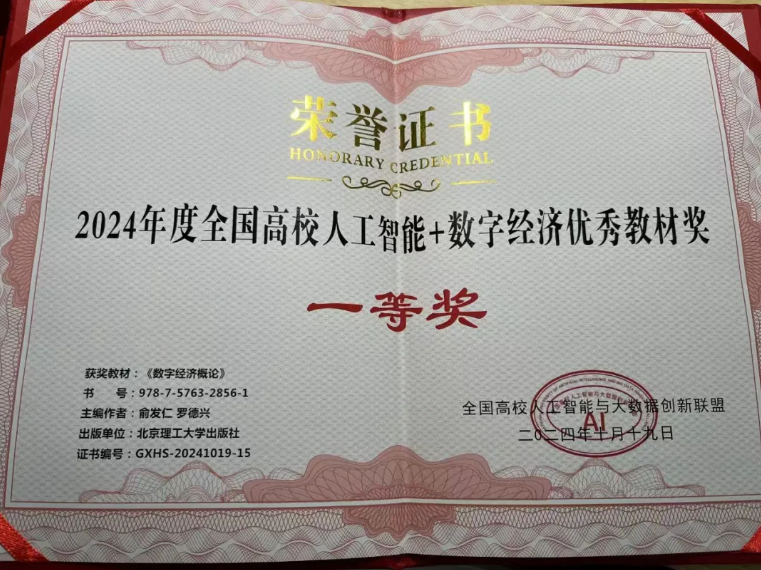 荣誉证书
HONORARY CREDENTIAL
2024年度全国高校人工智能+数字经济优秀教材奖
一等奖
获奖教材：《数字经济概论》
书 号：978-7-5763-2856-1
主编作者：俞发仁 罗德兴
出版单位：北京理工大学出版社
证书编号：GXHS-20241019-15
全国高校人工智能与大数据创新联盟
AI
二〇二四年十月十九日